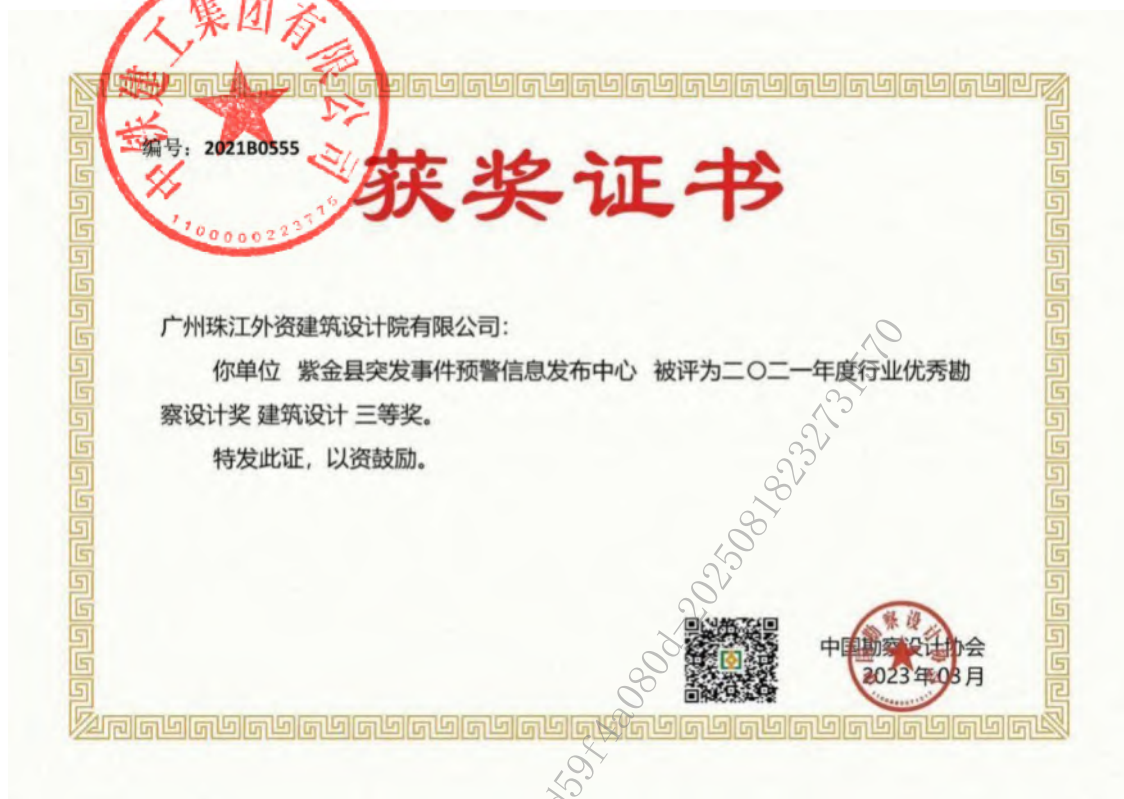 中联建工集团有限公司
1100000223775
编号：2021B0555
获奖证书
广州珠江外资建筑设计院有限公司：
你单位 紫金县突发事件预警信息发布中心 被评为二〇二一年度行业优秀勘
察设计奖 建筑设计 三等奖。
特发此证，以资鼓励。
中国勘察设计协会
2023年03月